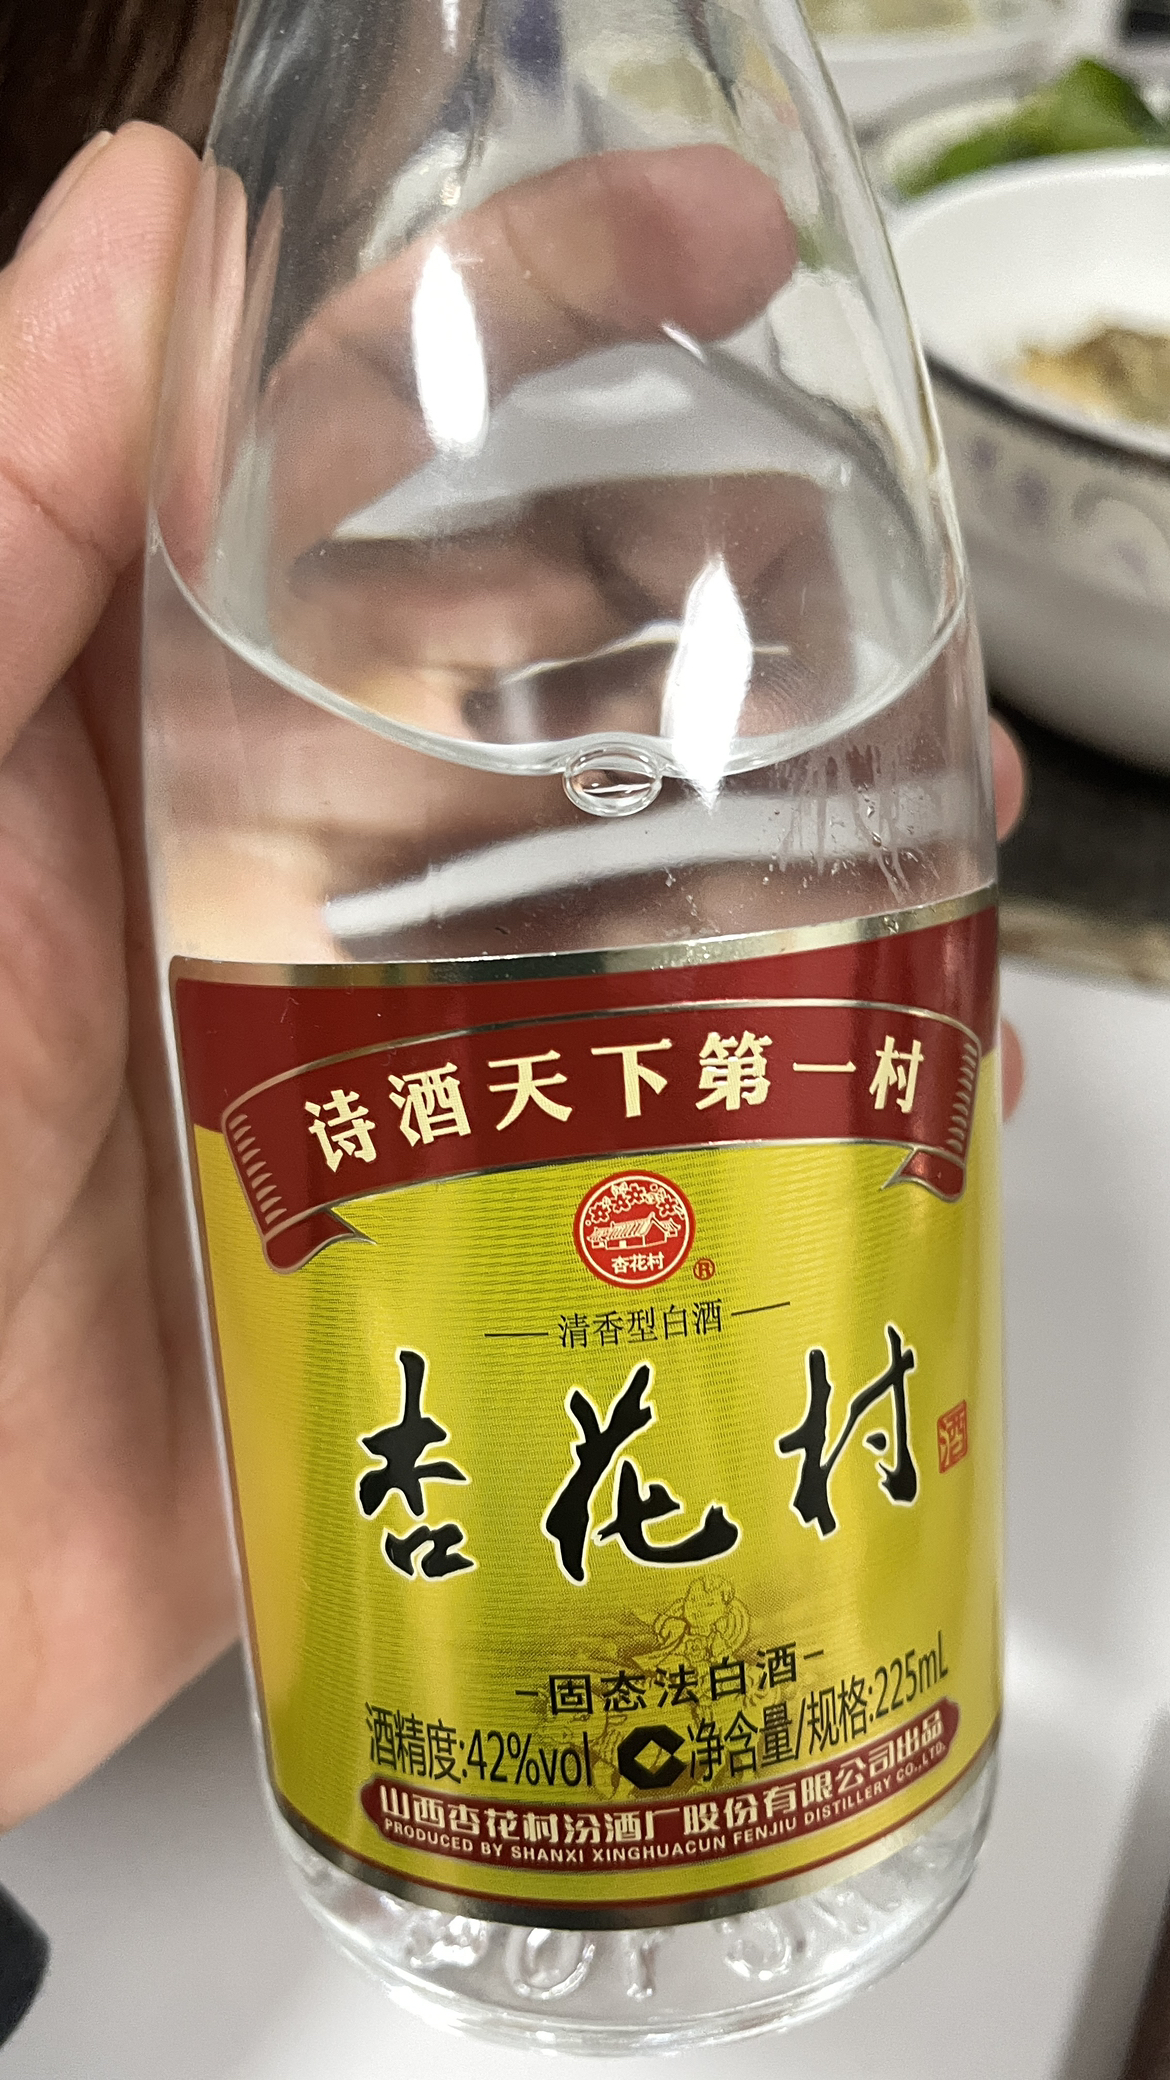 诗酒天下第一村
杏花村
®
清香型白酒
杏花村
酒
固态法白酒
酒精度:42%vol 净含量/规格:225mL
山西杏花村汾酒厂股份有限公司出品
PRODUCED BY SHANXI XINGHUACUN FENJIU DISTILLERY CO.,LTD.